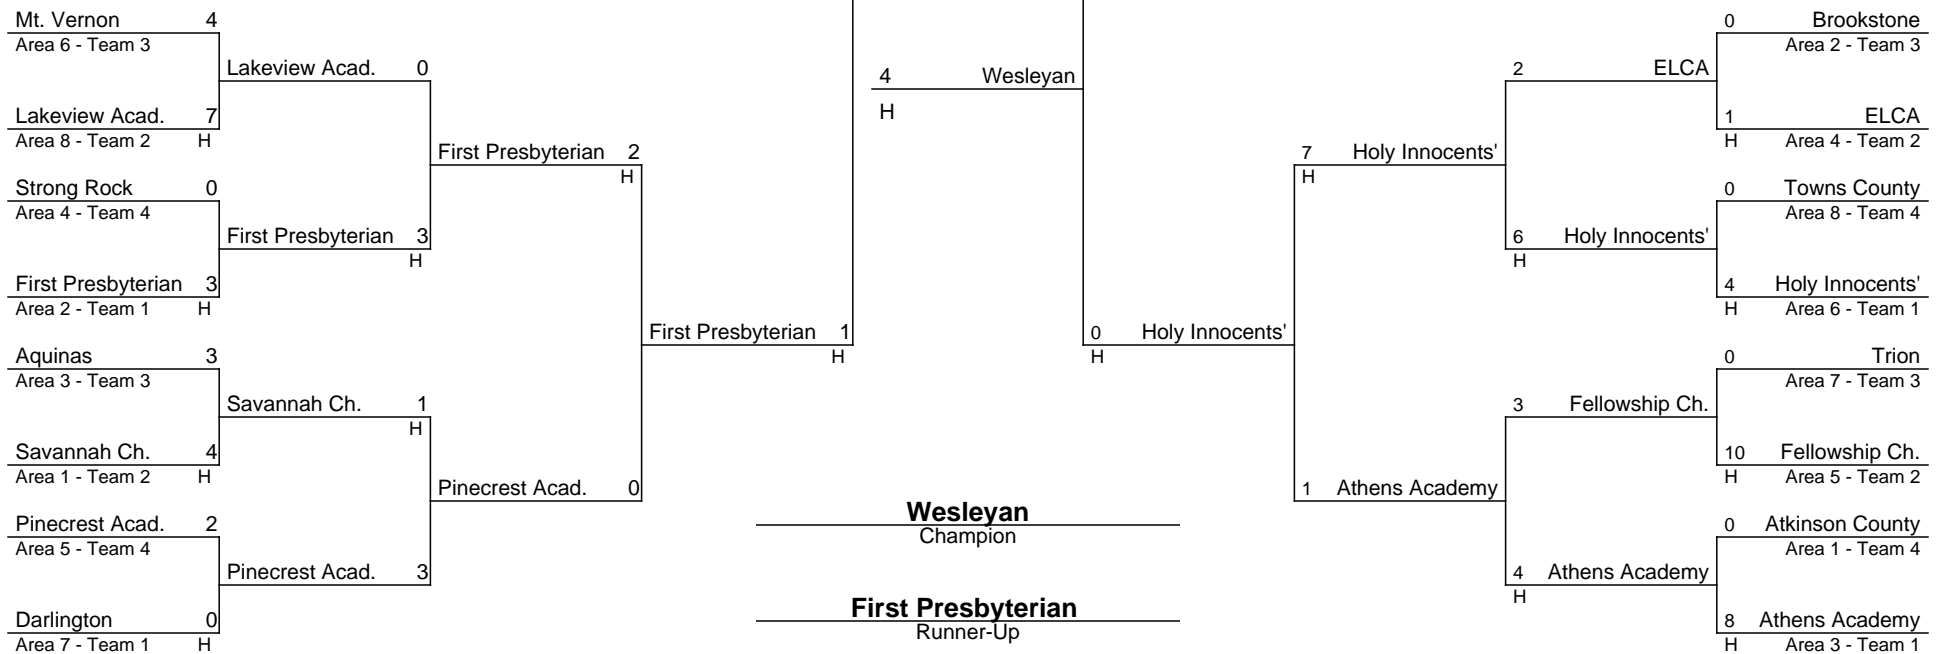 Mt. Vernon 4
Area 6 - Team 3
Lakeview Acad. 0
Lakeview Acad. 7
Area 8 - Team 2 H
First Presbyterian 2
H
Strong Rock 0
Area 4 - Team 4
First Presbyterian 3
H
First Presbyterian 3
Area 2 - Team 1 H
First Presbyterian 1
H
Aquinas 3
Area 3 - Team 3
Savannah Ch. 1
H
Savannah Ch. 4
Area 1 - Team 2 H
Pinecrest Acad. 0
Pinecrest Acad. 2
Area 5 - Team 4
Pinecrest Acad. 3
Darlington 0
Area 7 - Team 1 H
4 Wesleyan
H
Wesleyan
Champion
First Presbyterian
Runner-Up
0 Brookstone
Area 2 - Team 3
2 ELCA
1 ELCA
H Area 4 - Team 2
7 Holy Innocents'
H
0 Towns County
Area 8 - Team 4
6 Holy Innocents'
H
4 Holy Innocents'
H Area 6 - Team 1
0 Holy Innocents'
H
0 Trion
Area 7 - Team 3
3 Fellowship Ch.
10 Fellowship Ch.
H Area 5 - Team 2
1 Athens Academy
0 Atkinson County
Area 1 - Team 4
4 Athens Academy
H
8 Athens Academy
H Area 3 - Team 1